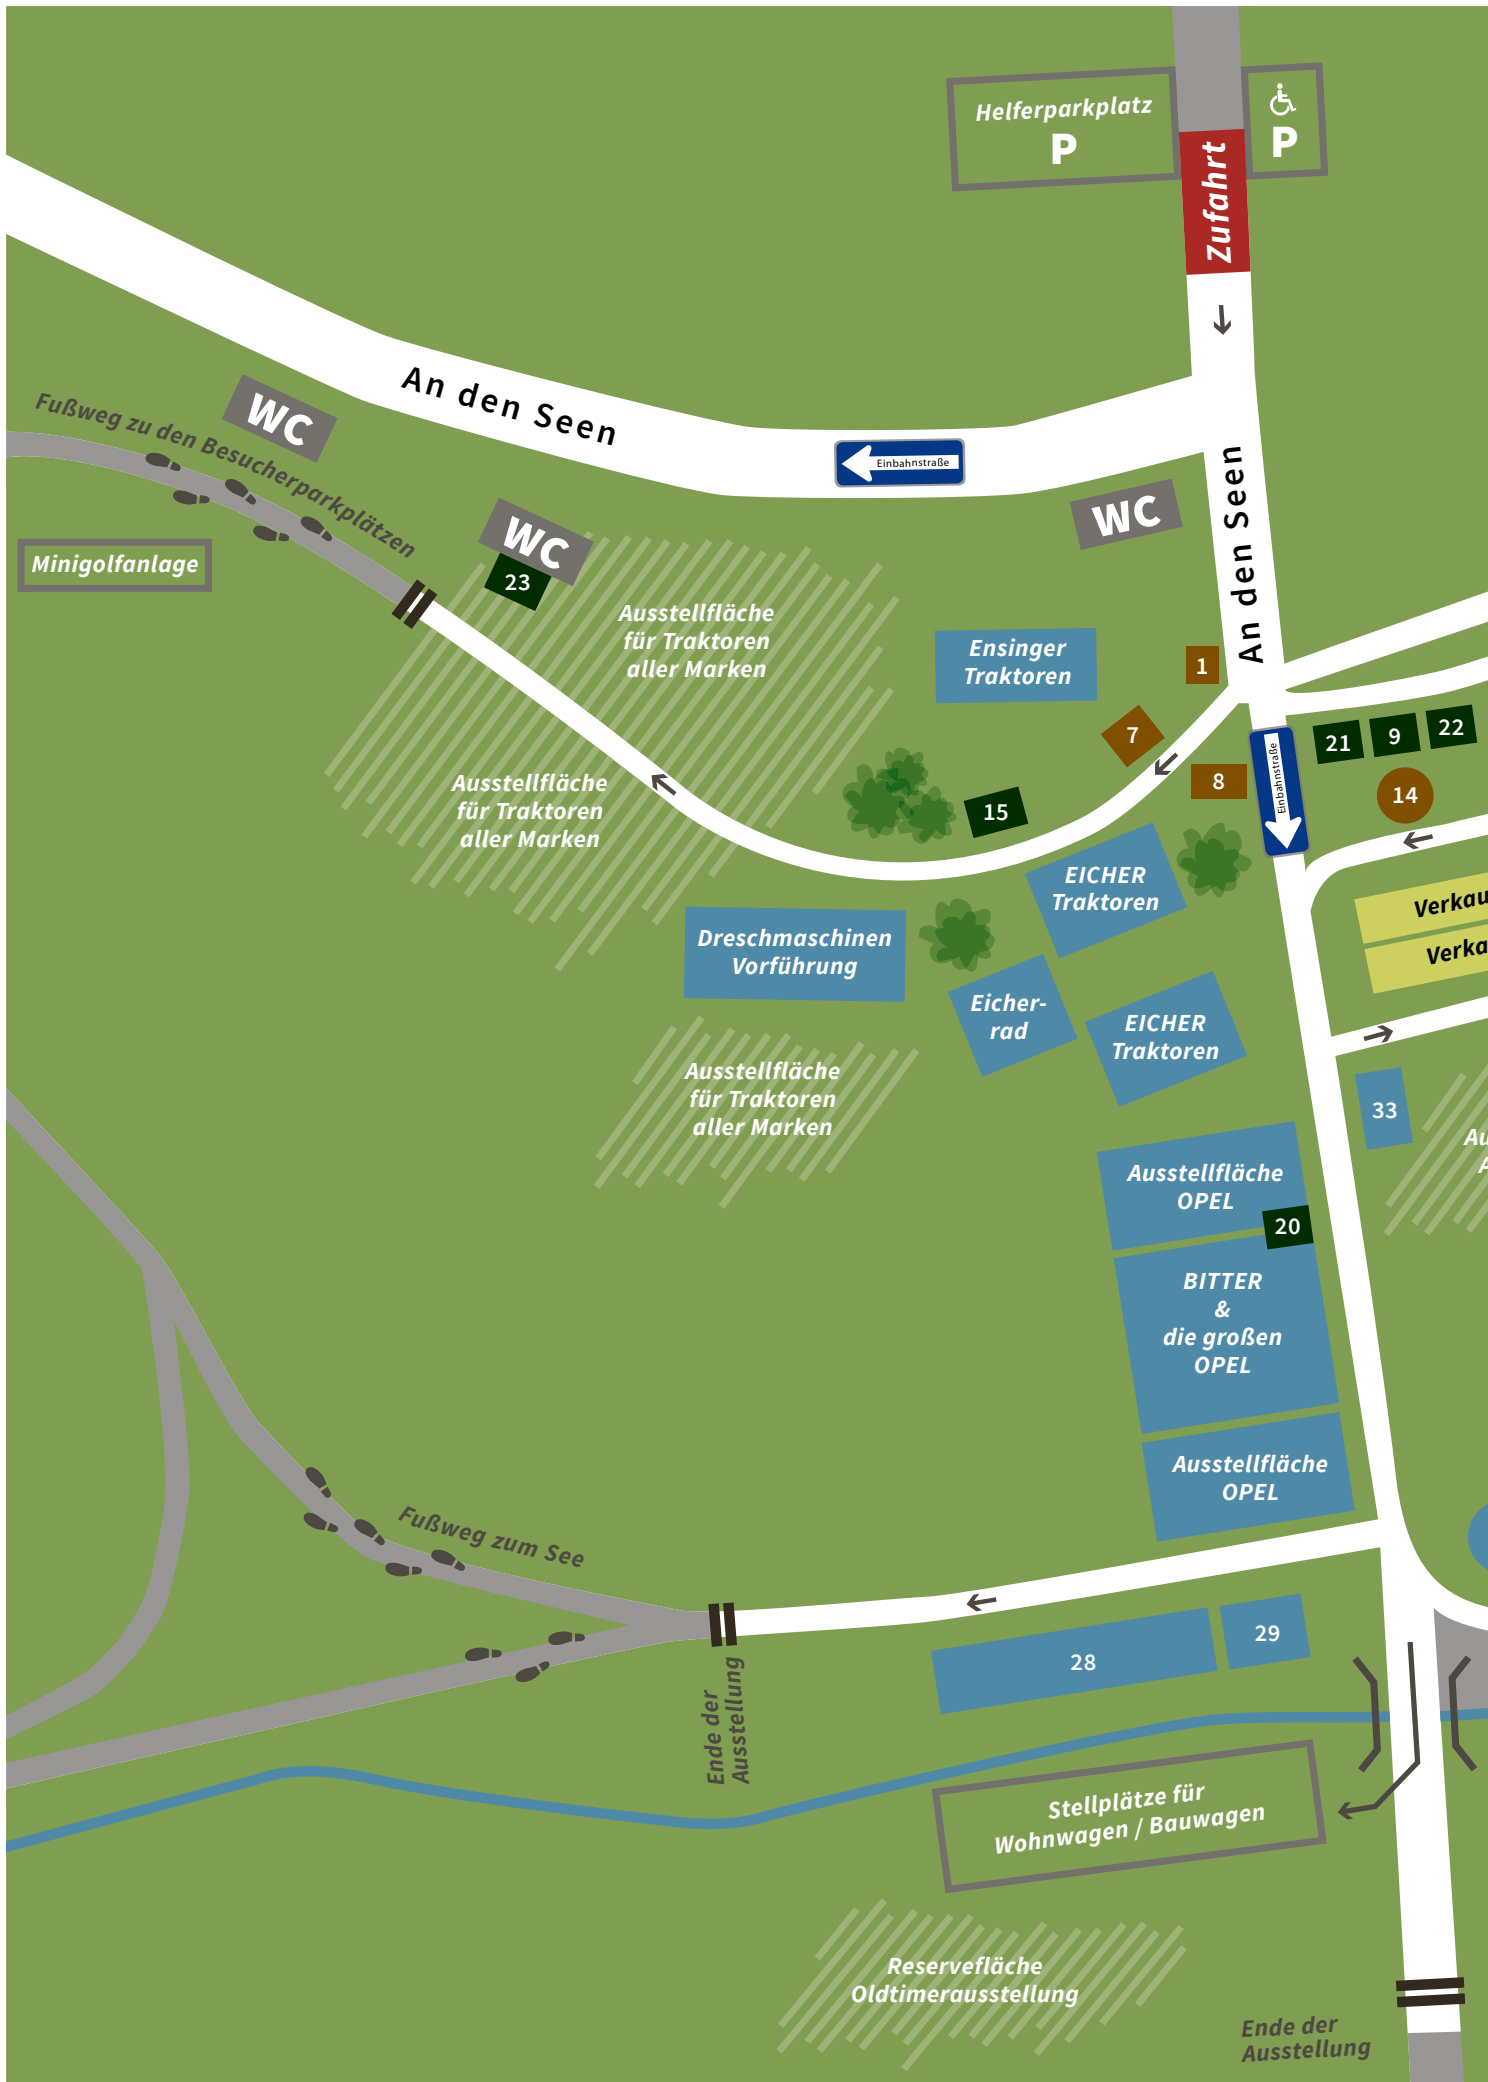 Helferparkplatz
P
P
Zufahrt
An den Seen
Einbahnstraße
WC
Fußweg zu den Besucherparkplätzen
WC
23
Minigolfanlage
WC
An den Seen
Ausstellfläche
für Traktoren
aller Marken
Ensinger
Traktoren
1
7
8
15
Einbahnstraße
21
9
22
14
Ausstellfläche
für Traktoren
aller Marken
EICHER
Traktoren
Verkau
Verka
Dreschmaschinen
Vorführung
Eicher-
rad
EICHER
Traktoren
Ausstellfläche
für Traktoren
aller Marken
33
Au
A
Ausstellfläche
OPEL
20
BITTER
&
die großen
OPEL
Ausstellfläche
OPEL
Fußweg zum See
28
29
Ende der
Ausstellung
Stellplätze für
Wohnwagen / Bauwagen
Reservefläche
Oldtimerausstellung
Ende der
Ausstellung